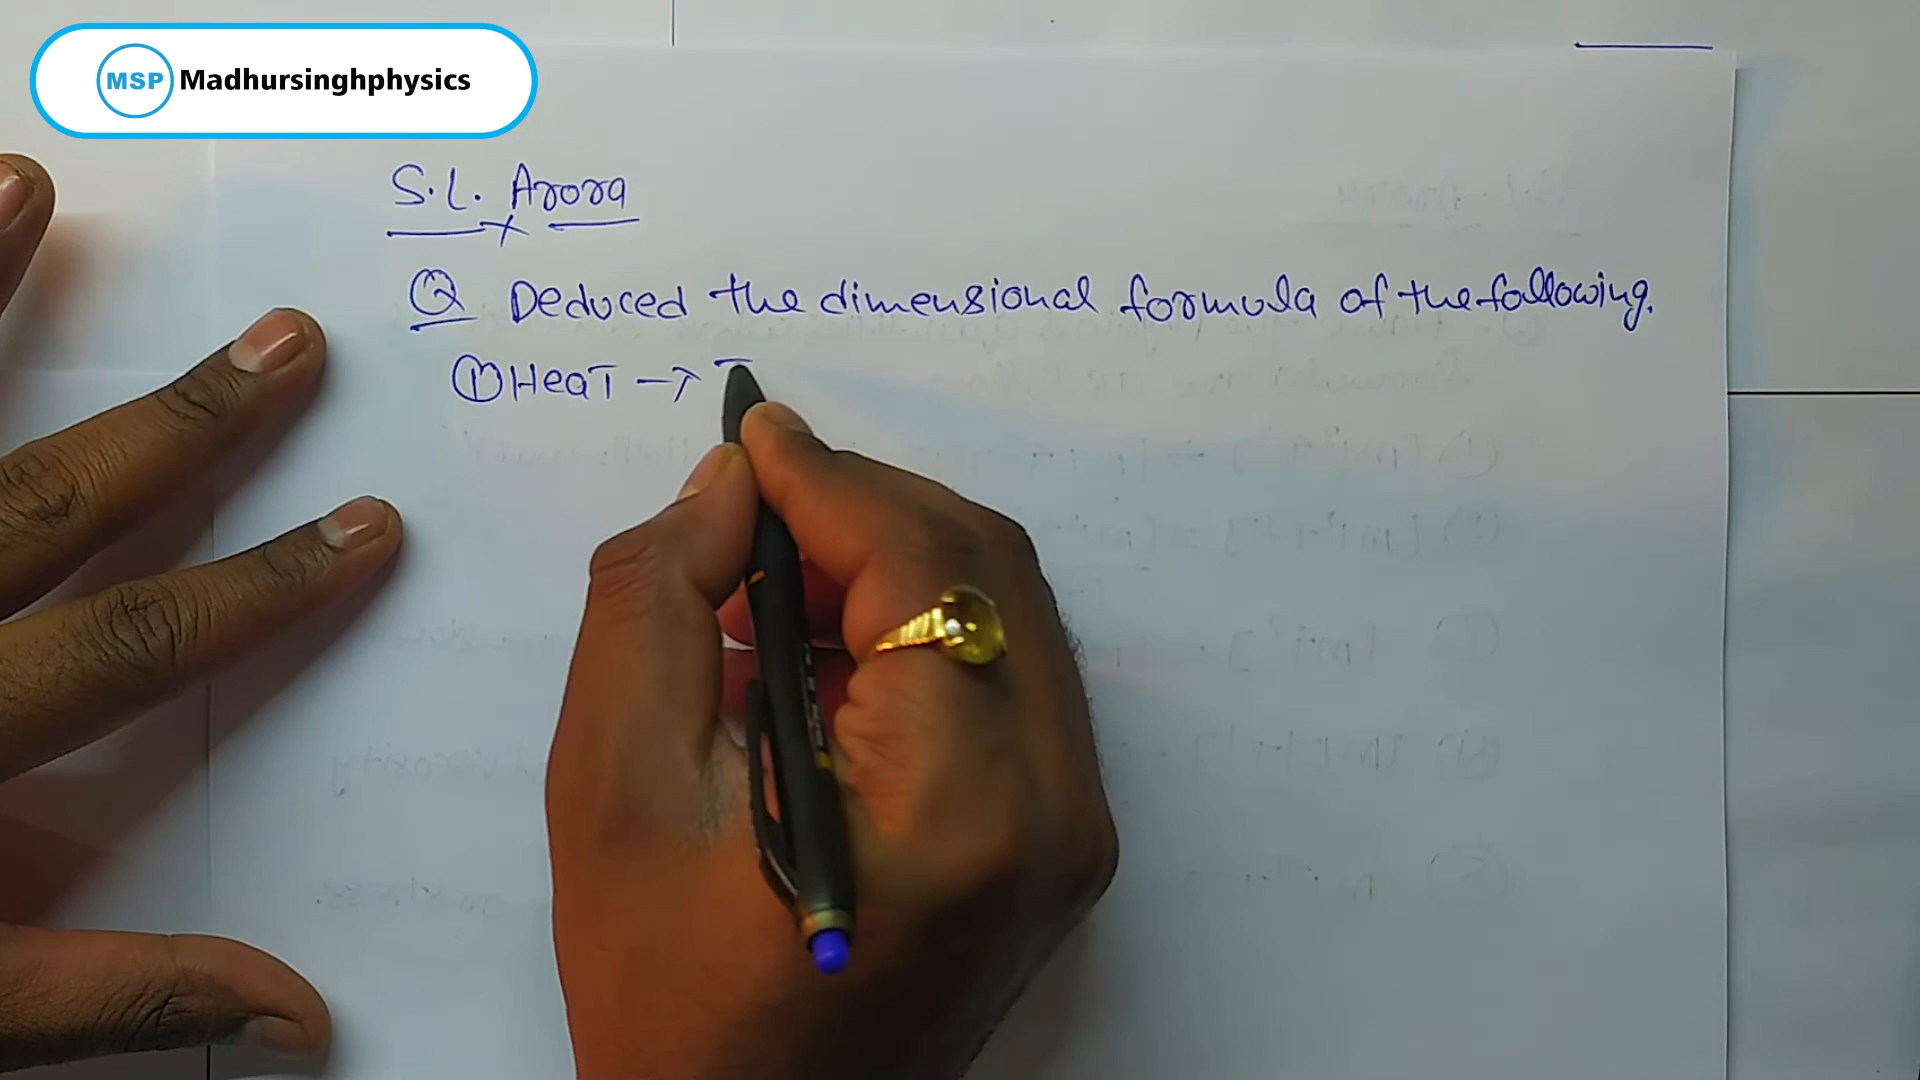 MSP Madhursinghphysics
S.L. Arora
Q Deduced the dimensional formula of the following.
① Heat →